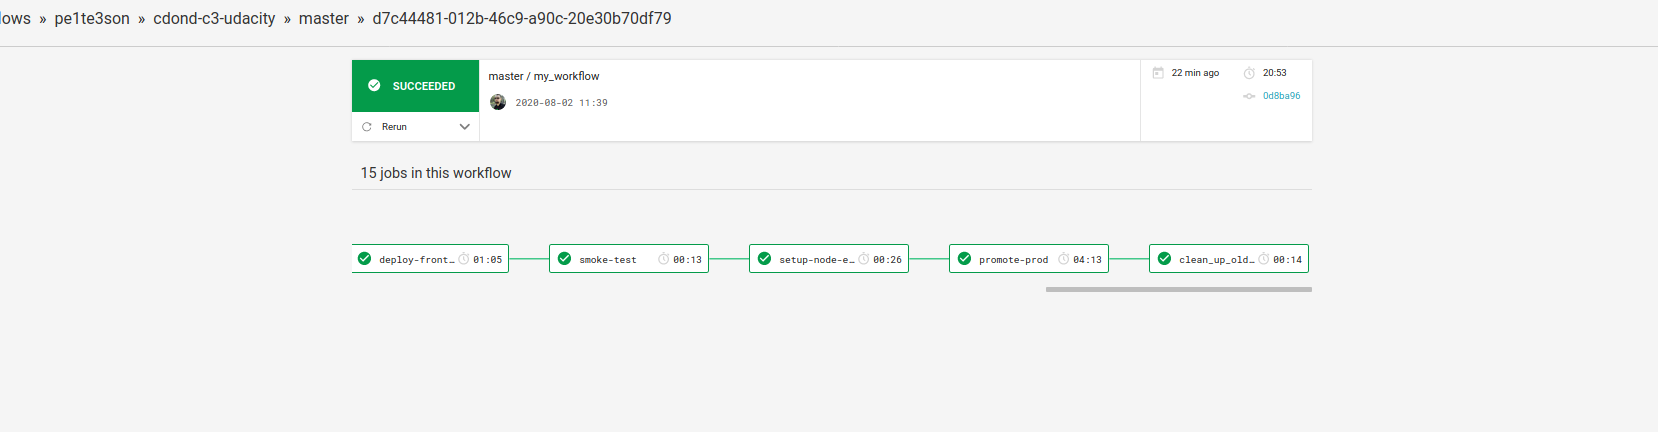 lows » pe1te3son » cdond-c3-udacity » master » d7c44481-012b-46c9-a90c-20e30b70df79
SUCCEEDED
Rerun
master / my_workflow
2020-08-02 11:39
22 min ago
20:53
0d8ba96
15 jobs in this workflow
deploy-front… 01:05
smoke-test 00:13
setup-node-e… 00:26
promote-prod 04:13
clean_up_old… 00:14